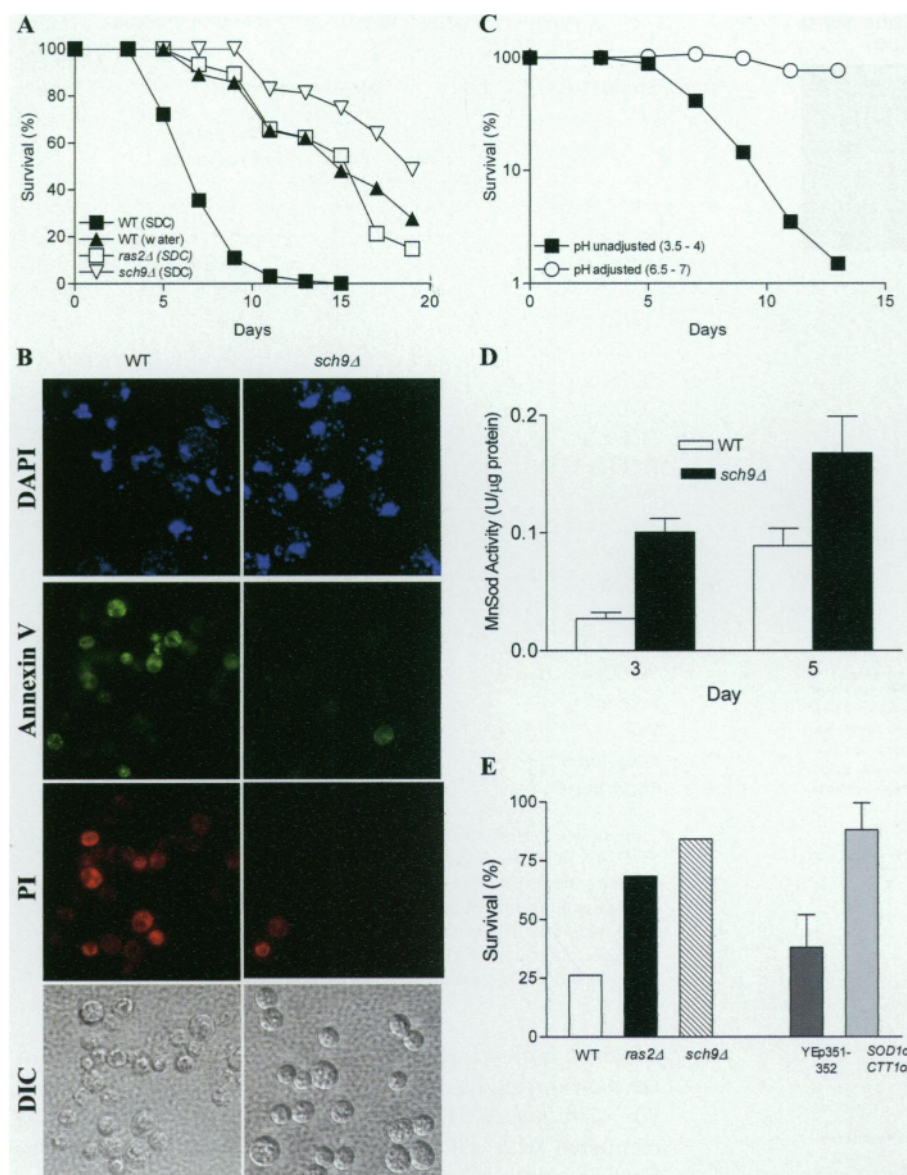 A
100
80
60
40
20
0
Survival (%)
WT (SDC)
WT (water)
ras2Δ (SDC)
sch9Δ (SDC)
0 5 10 15 20
Days
C
100
10
1
Survival (%)
pH unadjusted (3.5 - 4)
pH adjusted (6.5 - 7)
0 5 10 15
Days
B
WT sch9Δ
DAPI
Annexin V
PI
DIC
D
0.2
0.1
0.0
MnSod Activity (U/µg protein)
WT
sch9Δ
3 5
Day
E
100
75
50
25
0
Survival (%)
WT ras2Δ sch9Δ
YEp351-
352
SOD1o
CTT1o